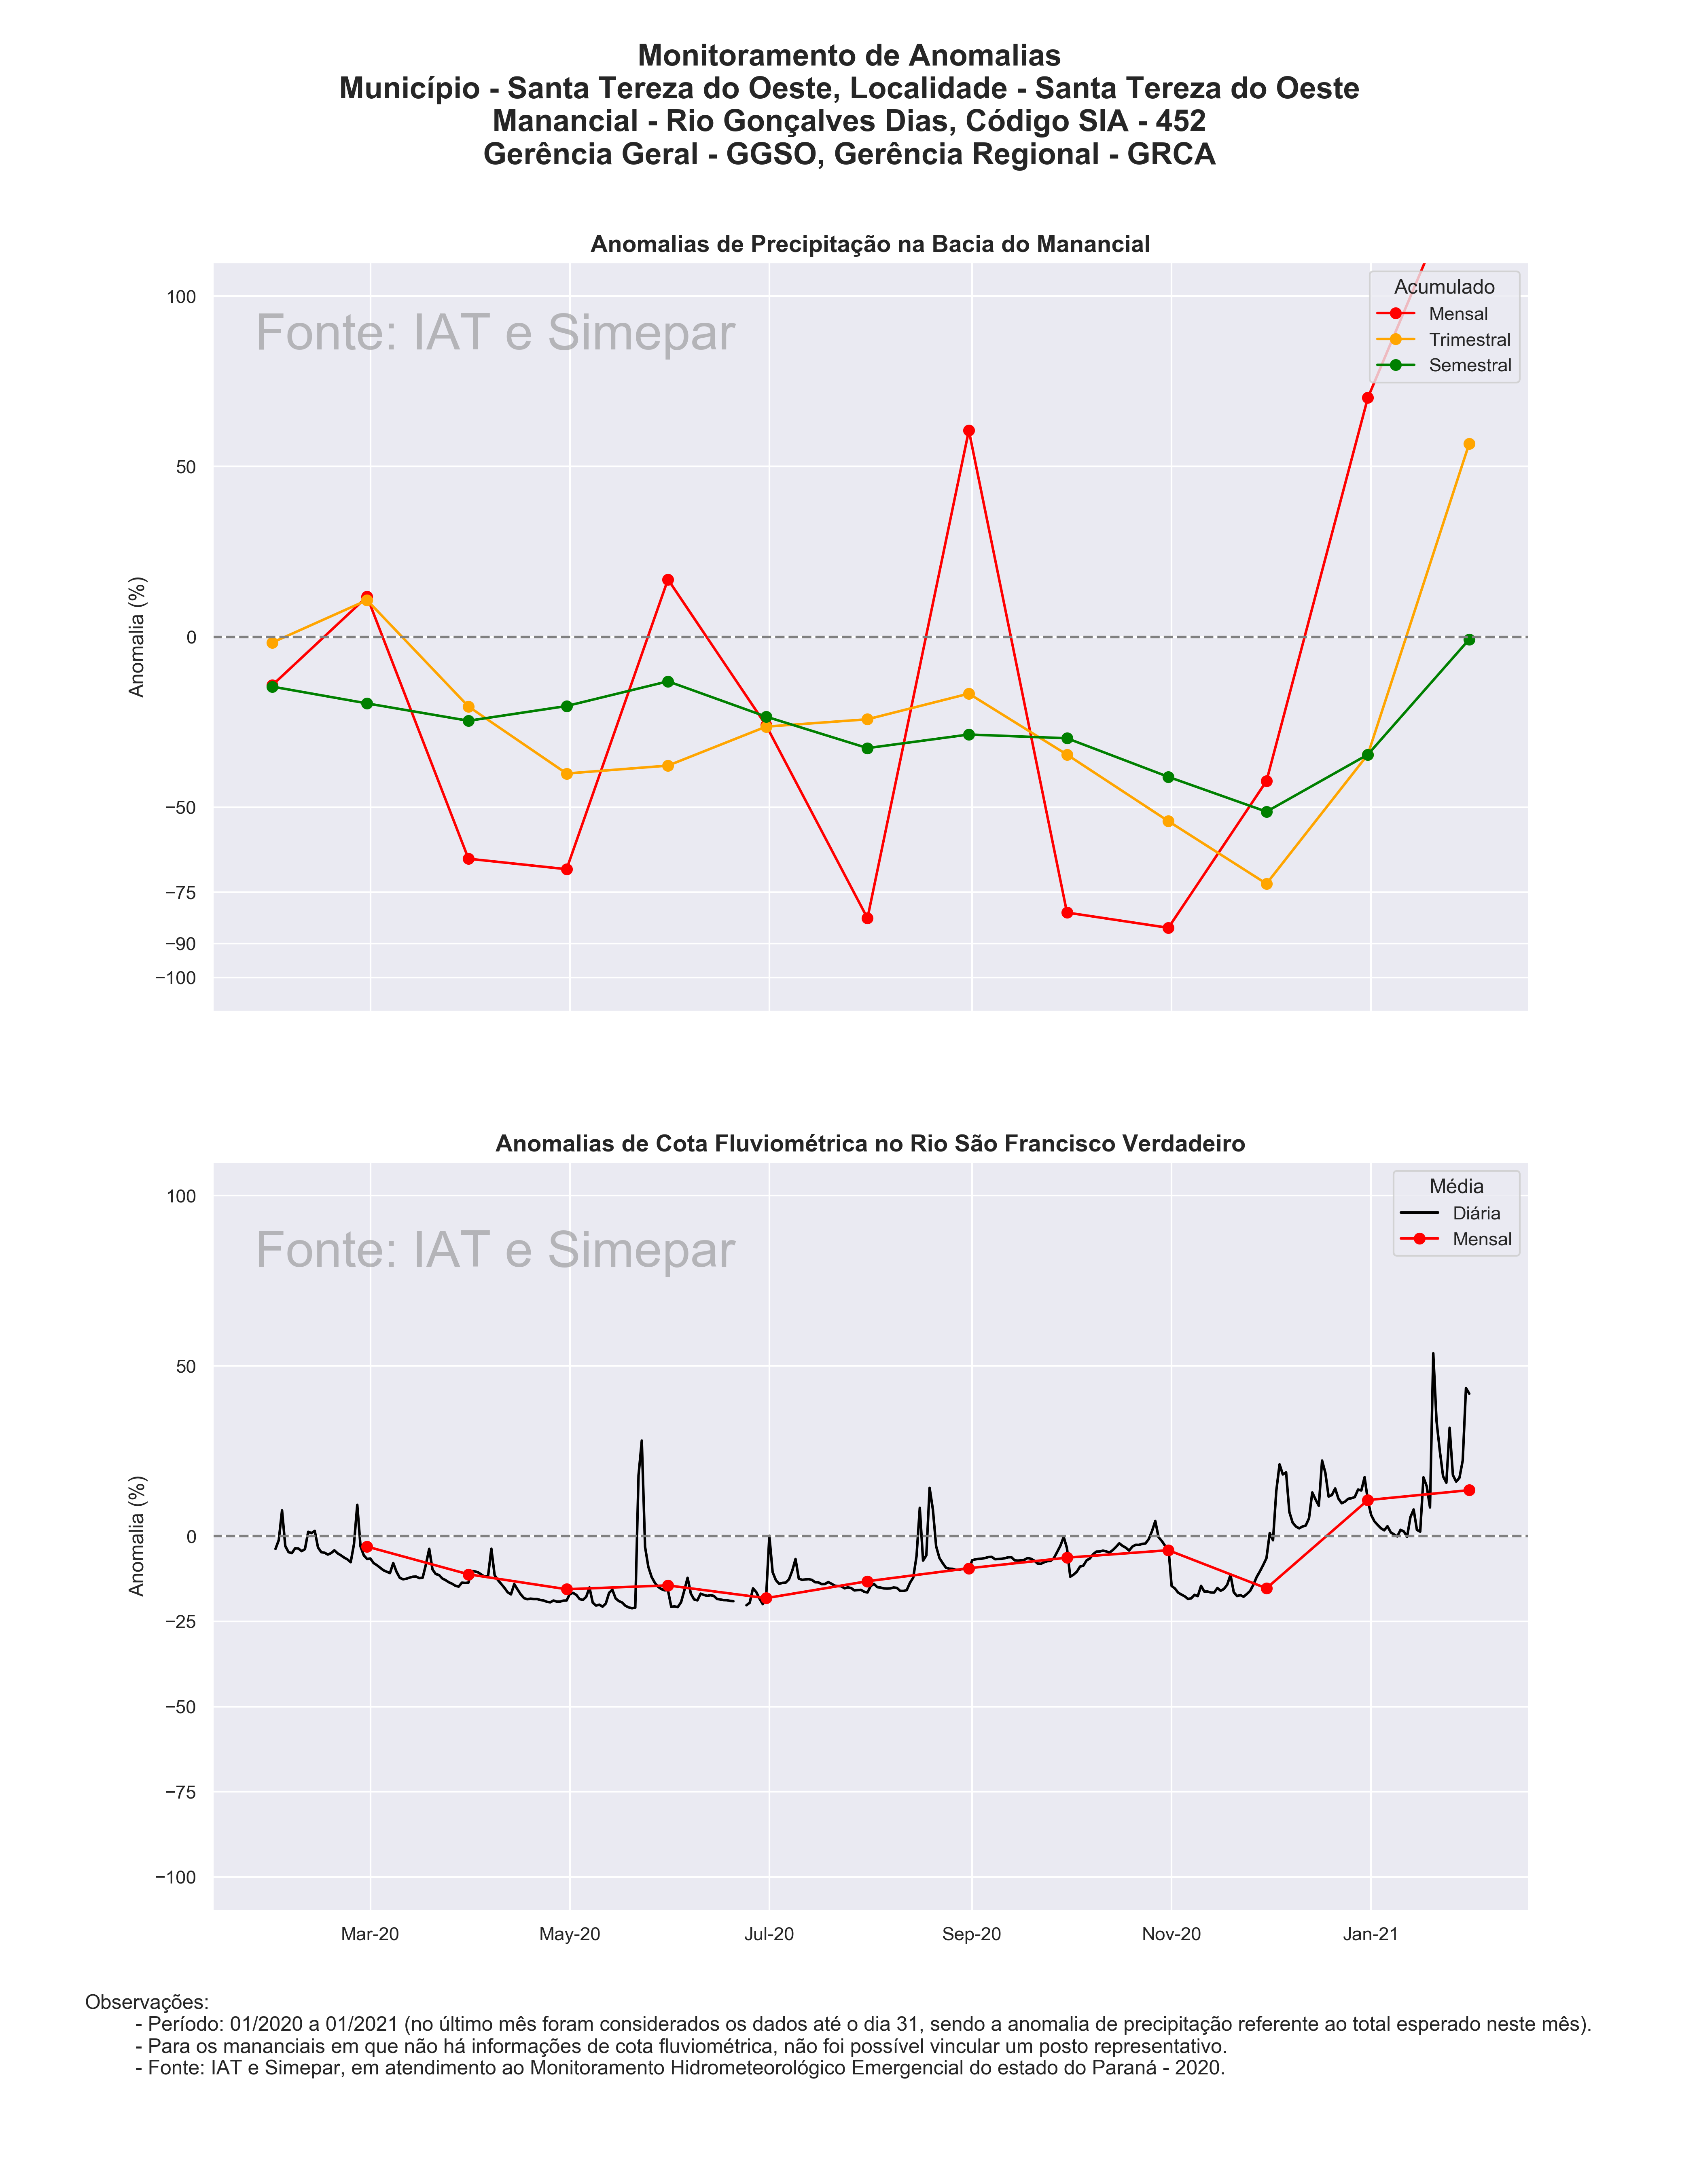 Monitoramento de Anomalias
Município - Santa Tereza do Oeste, Localidade - Santa Tereza do Oeste
Manancial - Rio Gonçalves Dias, Código SIA - 452
Gerência Geral - GGSO, Gerência Regional - GRCA
Anomalias de Precipitação na Bacia do Manancial
Fonte: IAT e Simepar
Acumulado
Mensal
Trimestral
Semestral
Anomalia (%)
100
50
0
−50
−75
−90
−100
Anomalias de Cota Fluviométrica no Rio São Francisco Verdadeiro
Fonte: IAT e Simepar
Média
Diária
Mensal
Anomalia (%)
100
50
0
−25
−50
−75
−100
Mar-20 May-20 Jul-20 Sep-20 Nov-20 Jan-21
Observações:
- Período: 01/2020 a 01/2021 (no último mês foram considerados os dados até o dia 31, sendo a anomalia de precipitação referente ao total esperado neste mês).
- Para os mananciais em que não há informações de cota fluviométrica, não foi possível vincular um posto representativo.
- Fonte: IAT e Simepar, em atendimento ao Monitoramento Hidrometeorológico Emergencial do estado do Paraná - 2020.